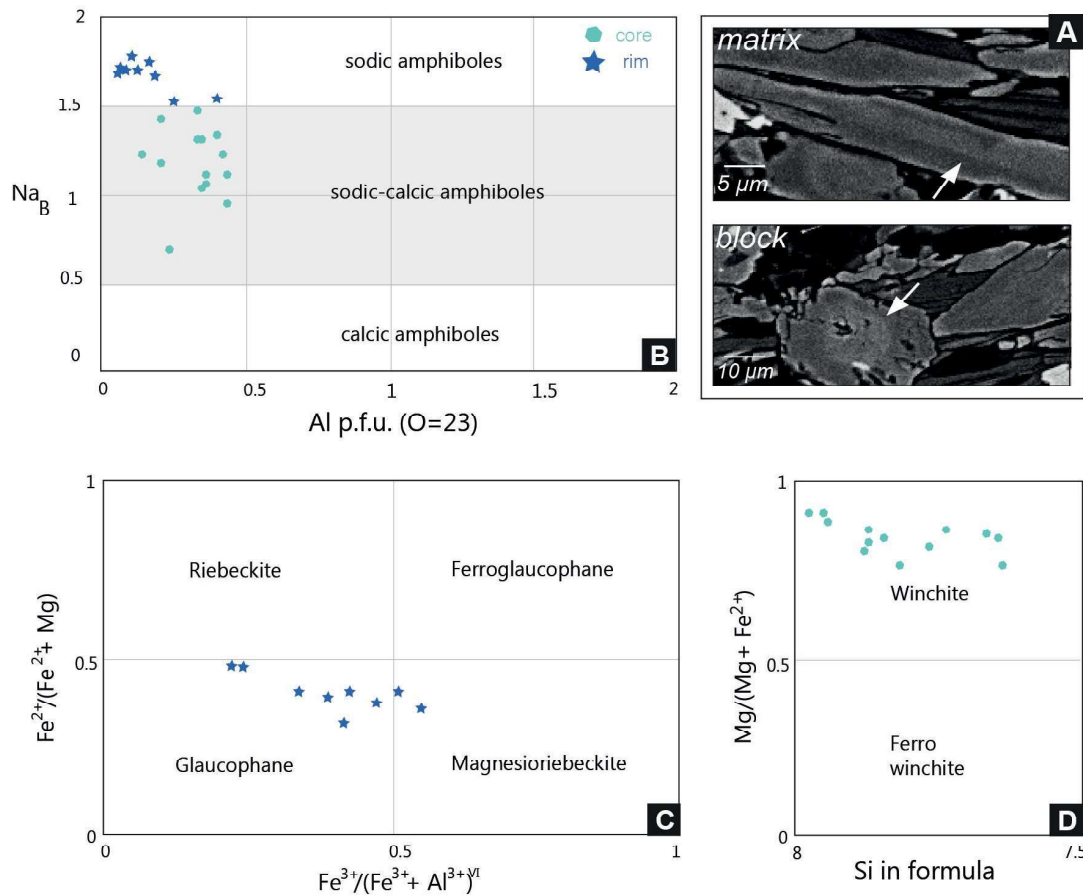 2
core
rim
sodic amphiboles
1.5
Na_B
1
sodic-calcic amphiboles
0.5
calcic amphiboles
0
B
0
0.5
1
1.5
2
Al p.f.u. (O=23)
A
matrix
5 µm
block
10 µm
1
Riebeckite
Ferroglaucophane
Fe²⁺/(Fe²⁺+ Mg)
0.5
Glaucophane
Magnesioriebeckite
0
C
0
0.5
1
Fe³⁺/(Fe³⁺+ Al³⁺)ⱽᴵ
1
Winchite
Mg/(Mg+ Fe²⁺)
0.5
Ferro
winchite
0
D
8
7.5
Si in formula